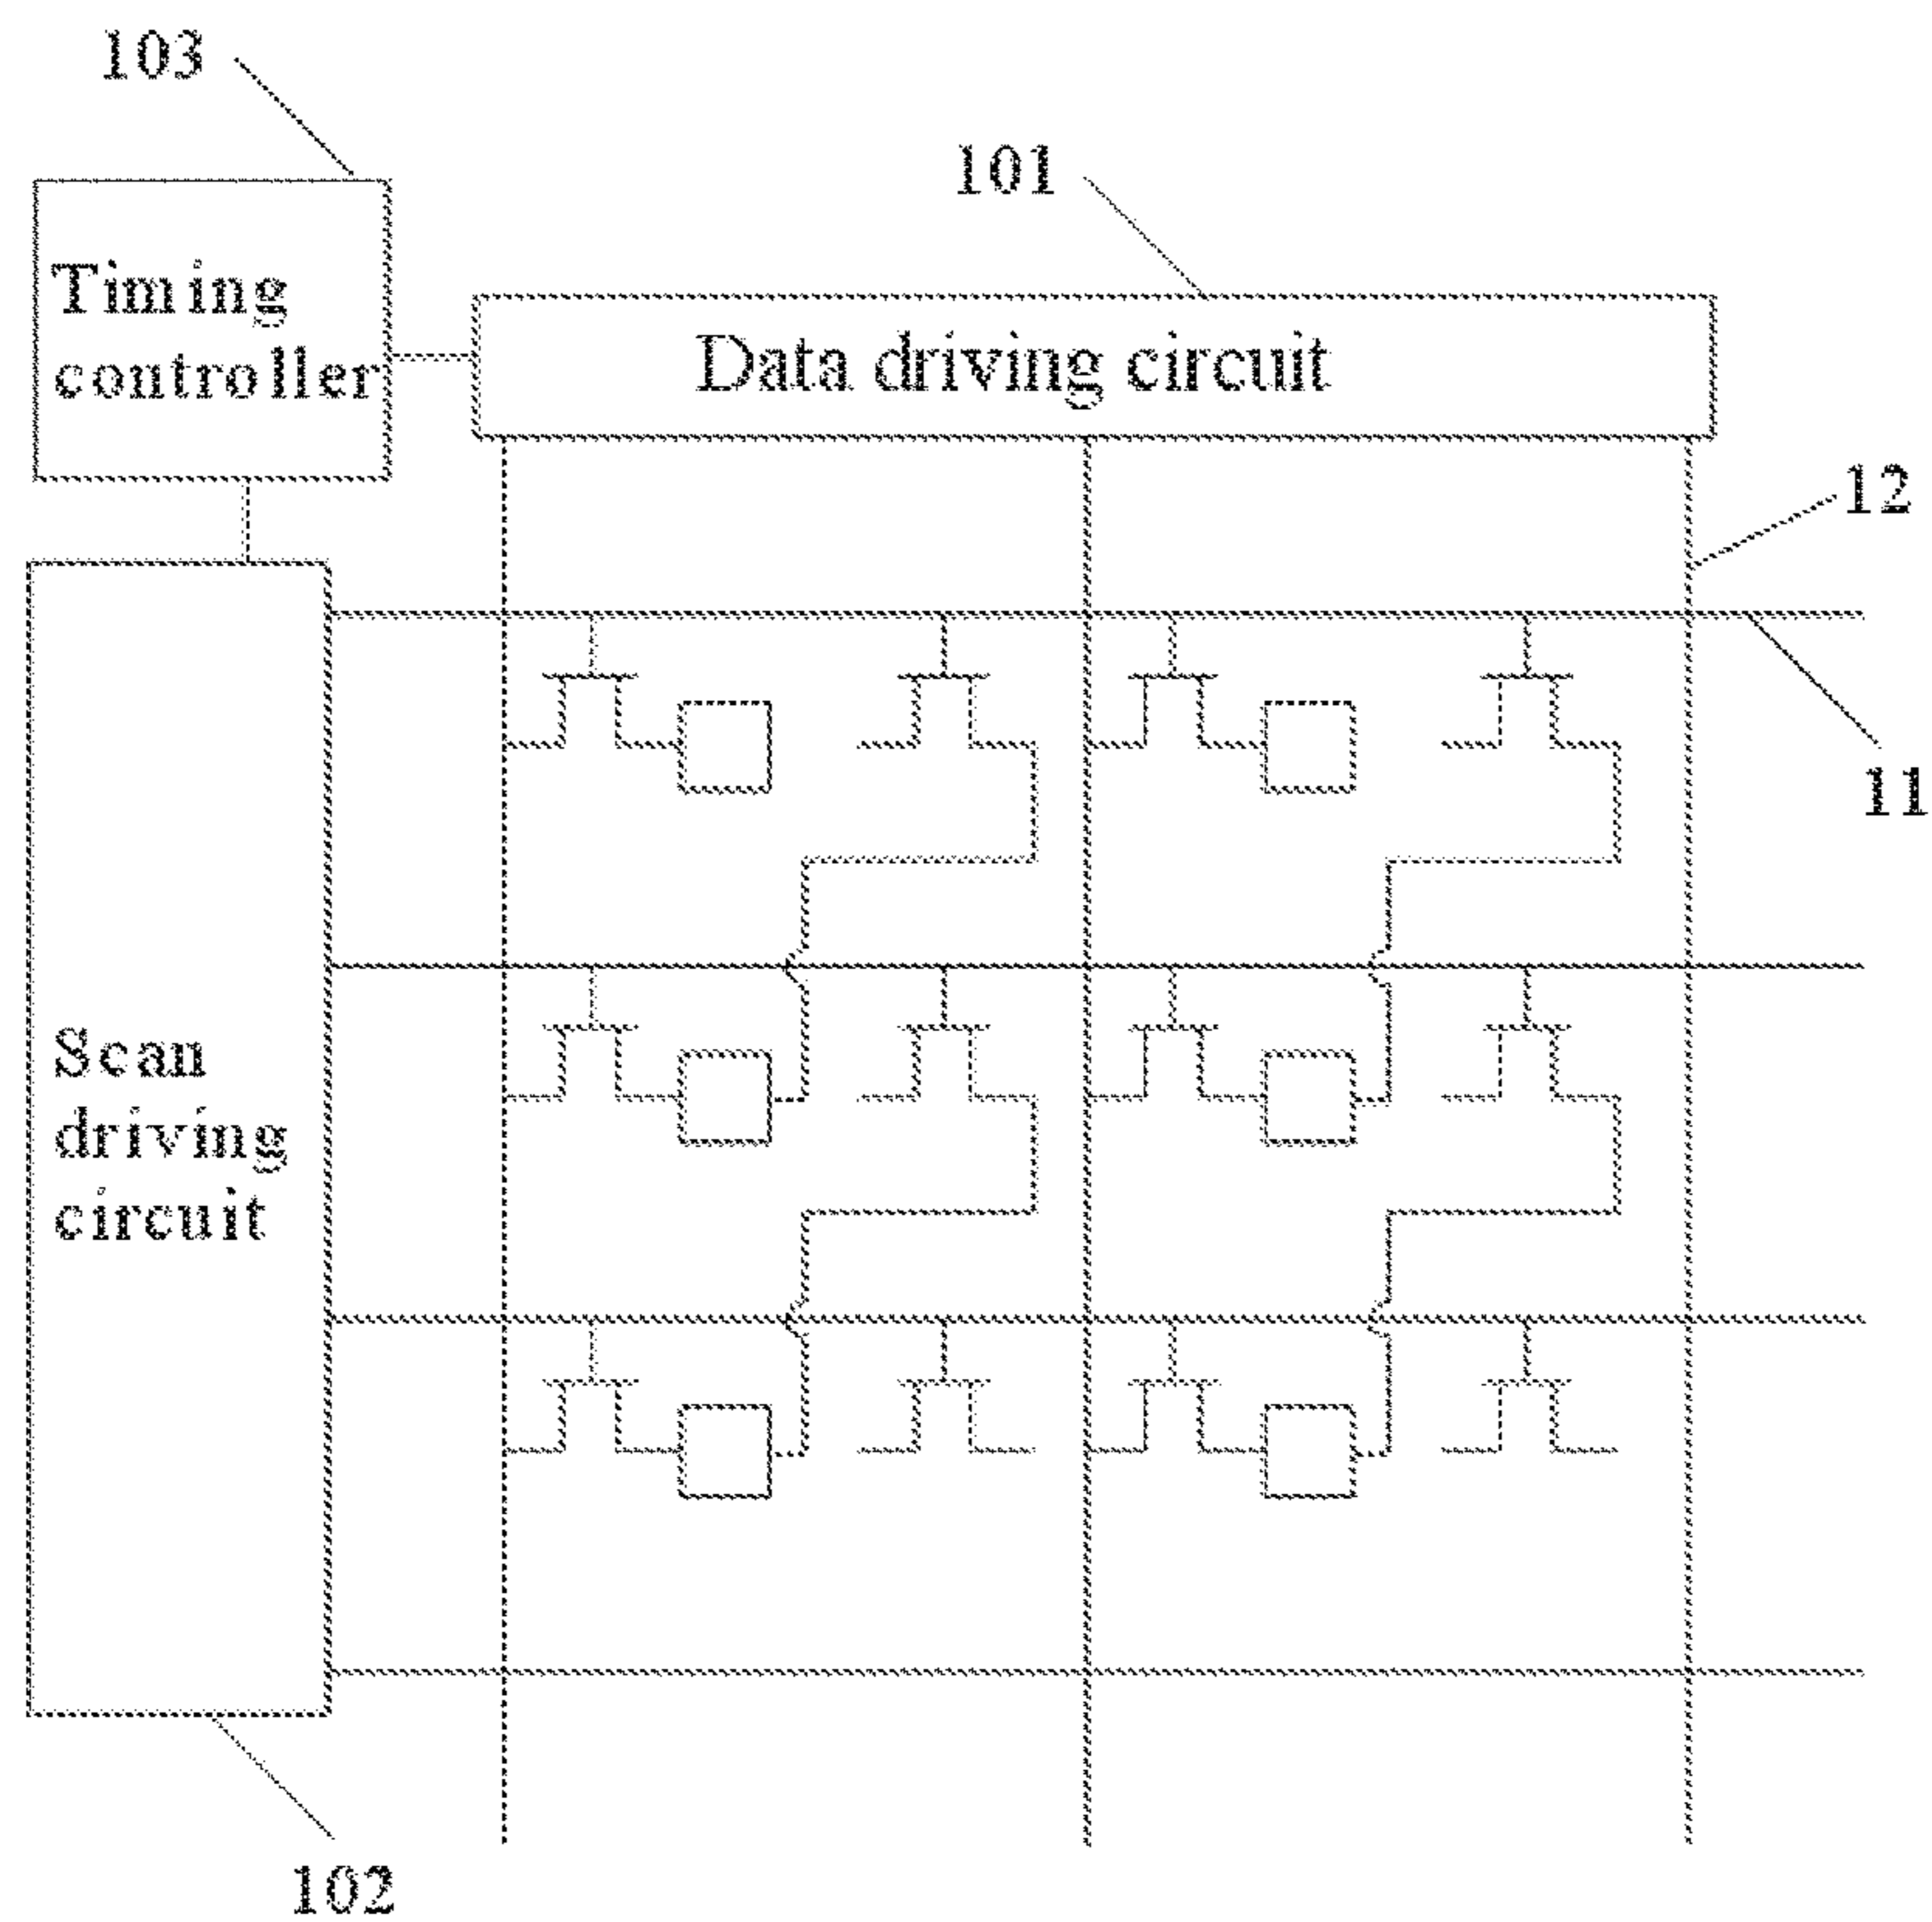 103
101
Timing
controller
Data driving circuit
12
11
Scan
driving
circuit
102